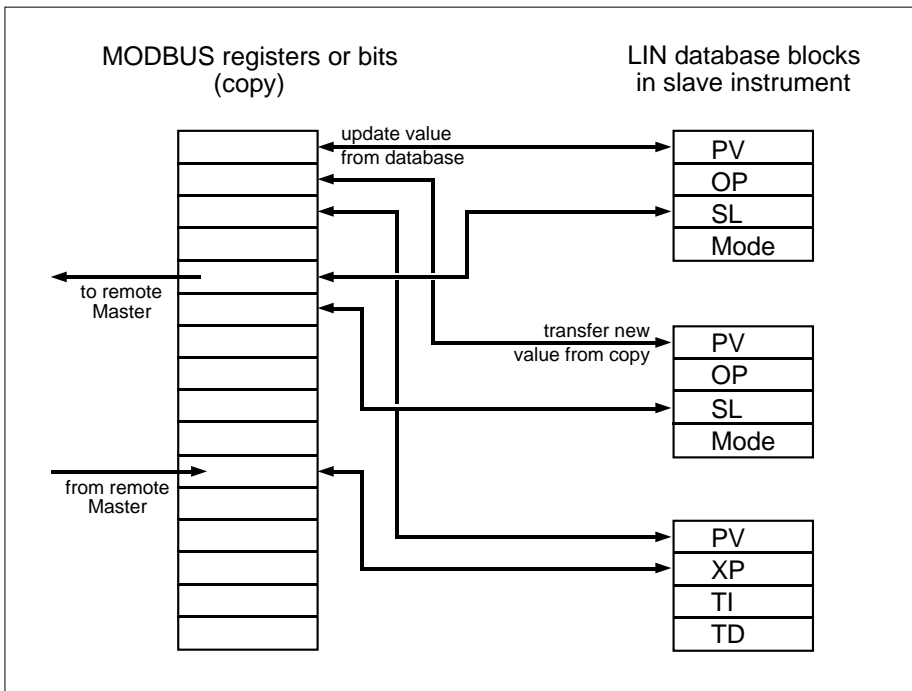 MODBUS registers or bits
(copy)
LIN database blocks
in slave instrument
update value
from database
to remote
Master
transfer new
value from copy
from remote
Master
PV
OP
SL
Mode
PV
OP
SL
Mode
PV
XP
TI
TD